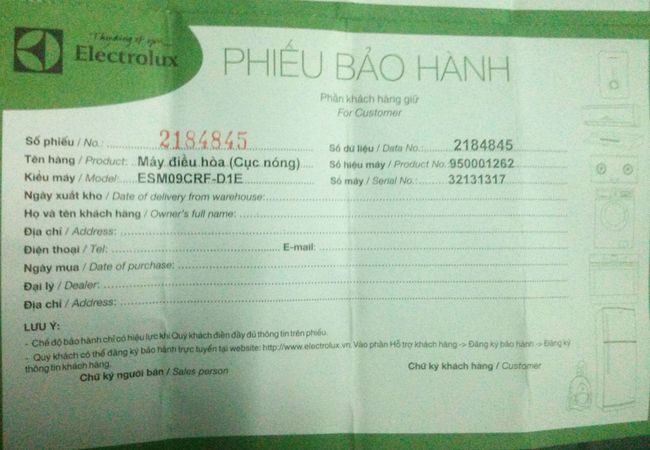 Thinking of you
Electrolux
PHIẾU BẢO HÀNH
Phần khách hàng giữ
For Customer
Số phiếu / No.: 2184845
Số dữ liệu / Data No.: 2184845
Tên hàng / Product: Máy điều hòa (Cục nóng)
Số hiệu máy / Product No. 950001262
Kiểu máy / Model: ESM09CRF-D1E
Số máy / Serial No.: 32131317
Ngày xuất kho / Date of delivery from warehouse:
Họ và tên khách hàng / Owner's full name:
Địa chỉ / Address:
Điện thoại / Tel: E-mail:
Ngày mua / Date of purchase:
Đại lý / Dealer:
Địa chỉ / Address:
LƯU Ý:
- Chế độ bảo hành chỉ có hiệu lực khi Quý khách điền đầy đủ thông tin trên phiếu.
- Quý khách có thể đăng ký bảo hành trực tuyến tại website: http://www.electrolux.vn. Vào phần Hỗ trợ khách hàng -> Đăng ký bảo hành -> Đăng ký
thông tin khách hàng.
Chữ ký người bán / Sales person
Chữ ký khách hàng / Customer